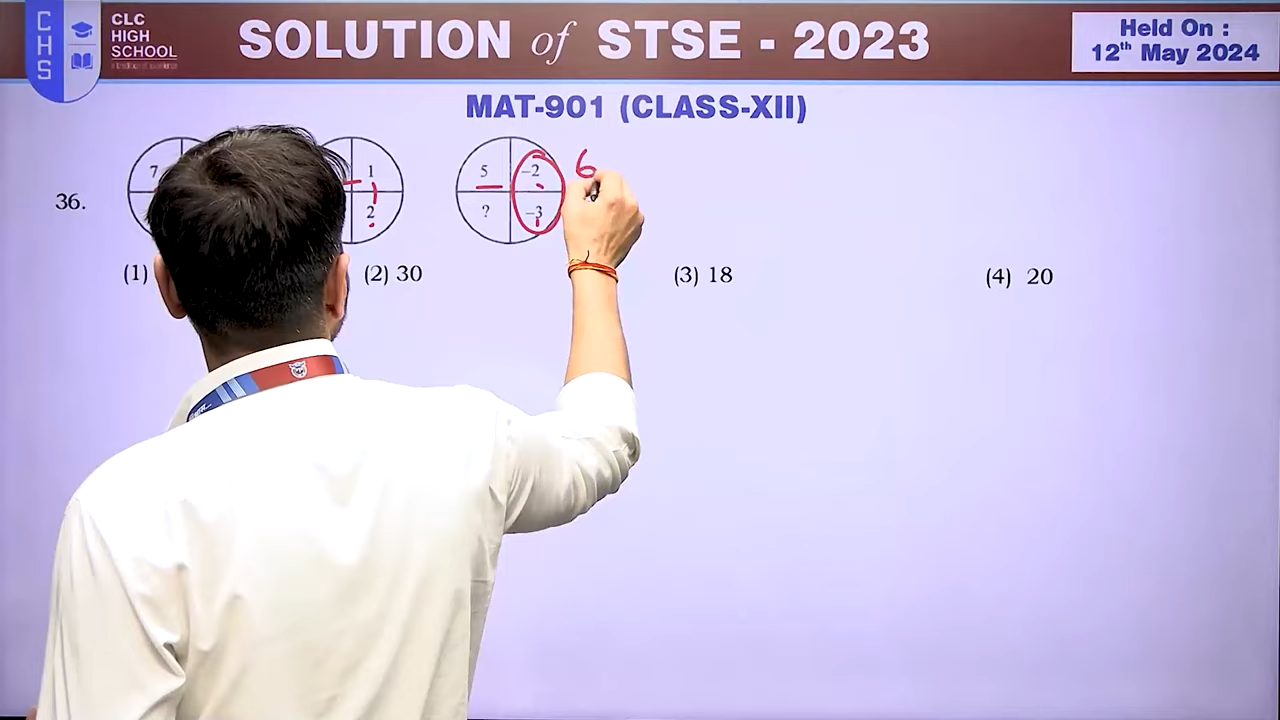 CHS
CLC
HIGH
SCHOOL
SOLUTION of STSE - 2023
Held On :
12th May 2024
MAT-901 (CLASS-XII)
36.
7
1
2
5
-2
?
-3
6
(1)
(2) 30
(3) 18
(4) 20